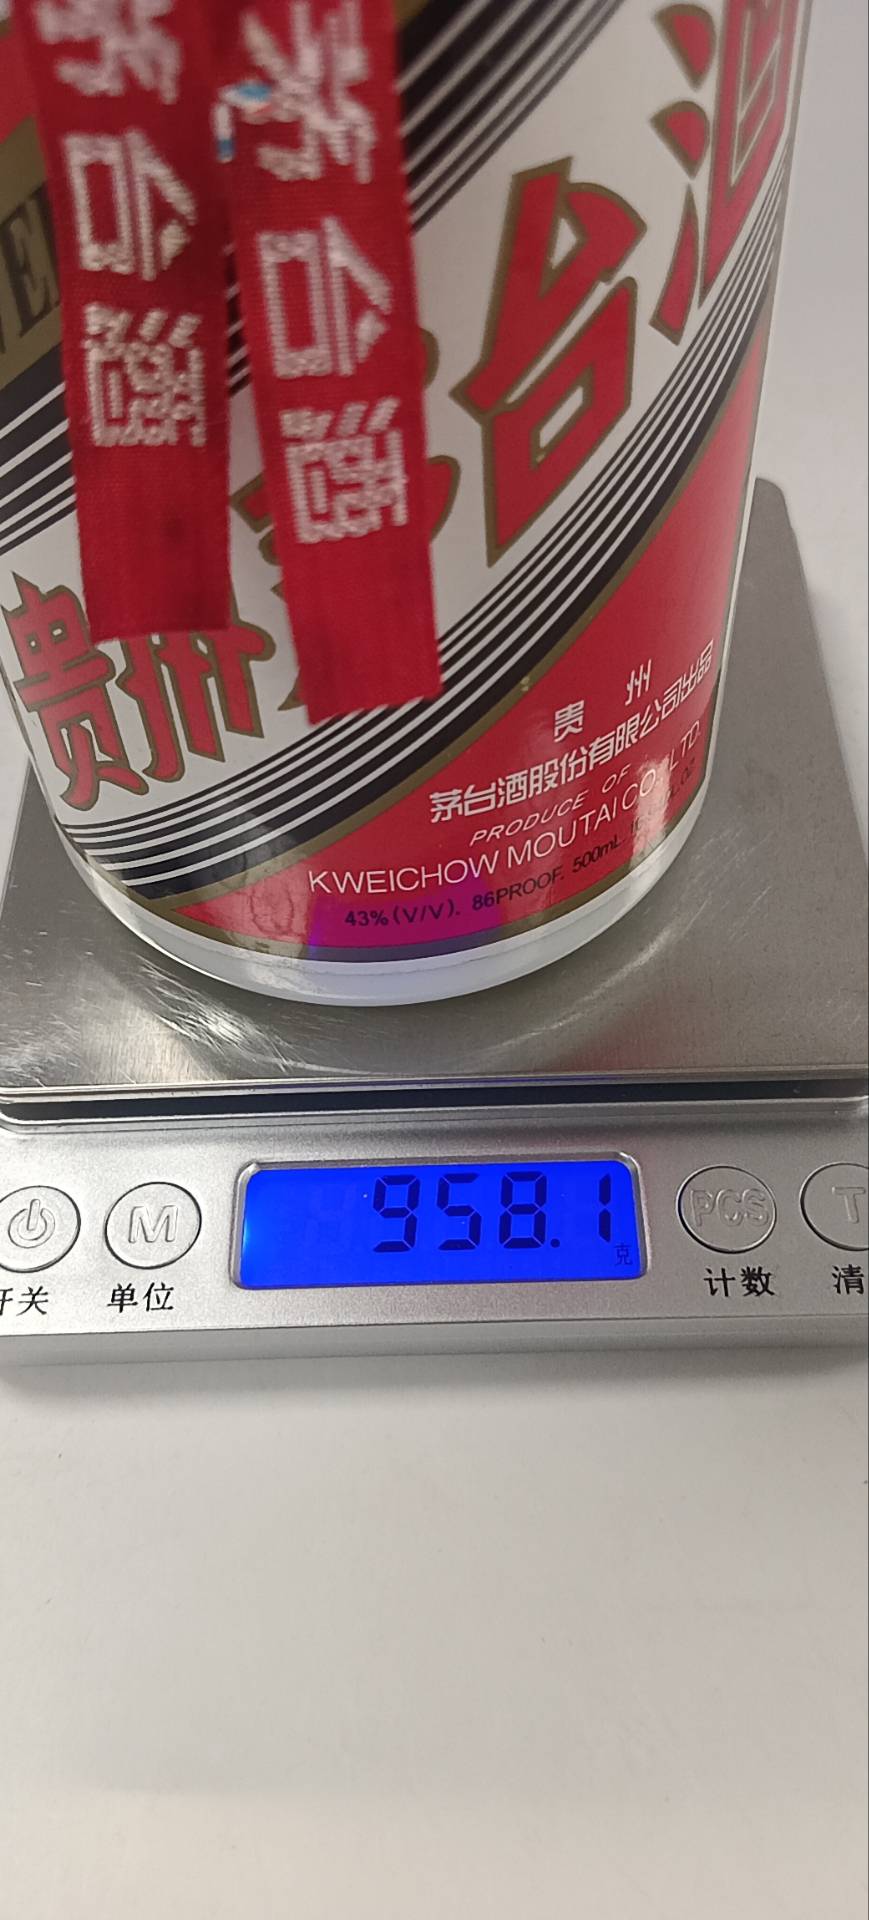 茅台酒
茅台酒
贵州茅台酒
贵 州
茅台酒股份有限公司出品
PRODUCE OF
KWEICHOW MOUTAI CO., LTD.
43%(V/V). 86PROOF. 500mL
958.1
克
M
PCS
T
开关
单位
计数
清